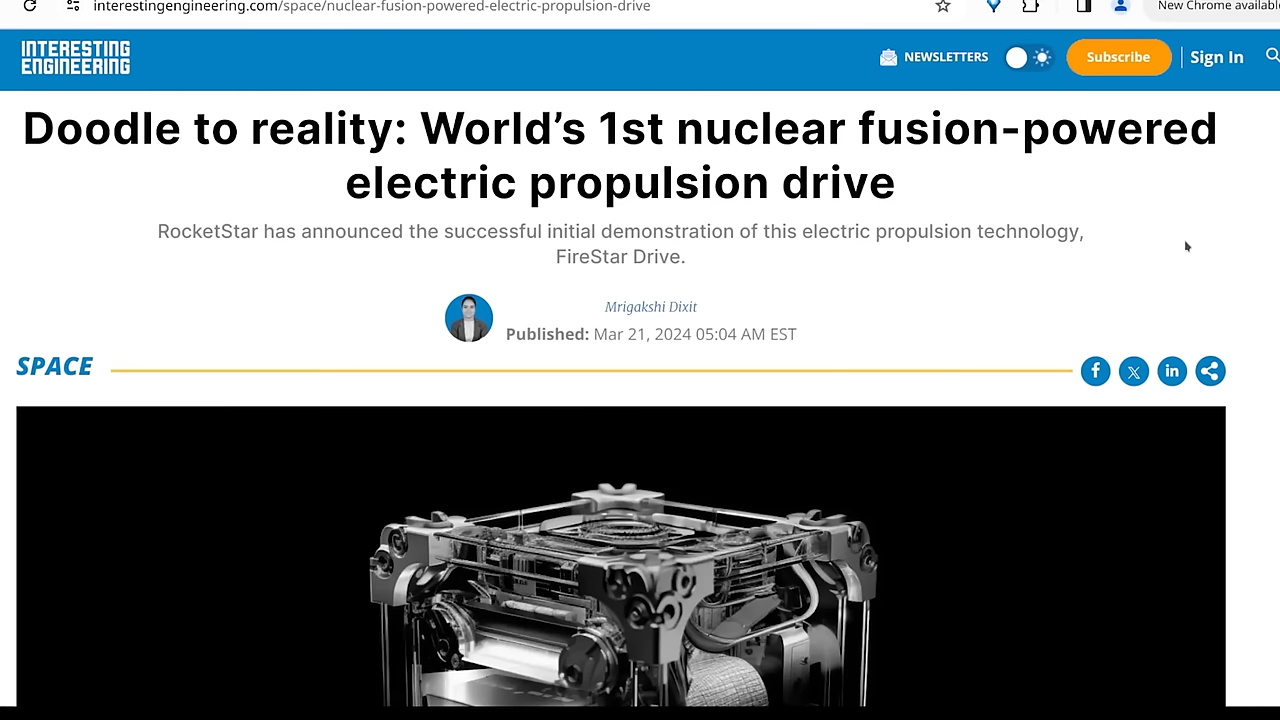 interestingengineering.com/space/nuclear-fusion-powered-electric-propulsion-drive
New Chrome availabl
INTERESTING
ENGINEERING
NEWSLETTERS
Subscribe
Sign In
Doodle to reality: World’s 1st nuclear fusion-powered
electric propulsion drive
RocketStar has announced the successful initial demonstration of this electric propulsion technology,
FireStar Drive.
Mrigakshi Dixit
Published: Mar 21, 2024 05:04 AM EST
SPACE